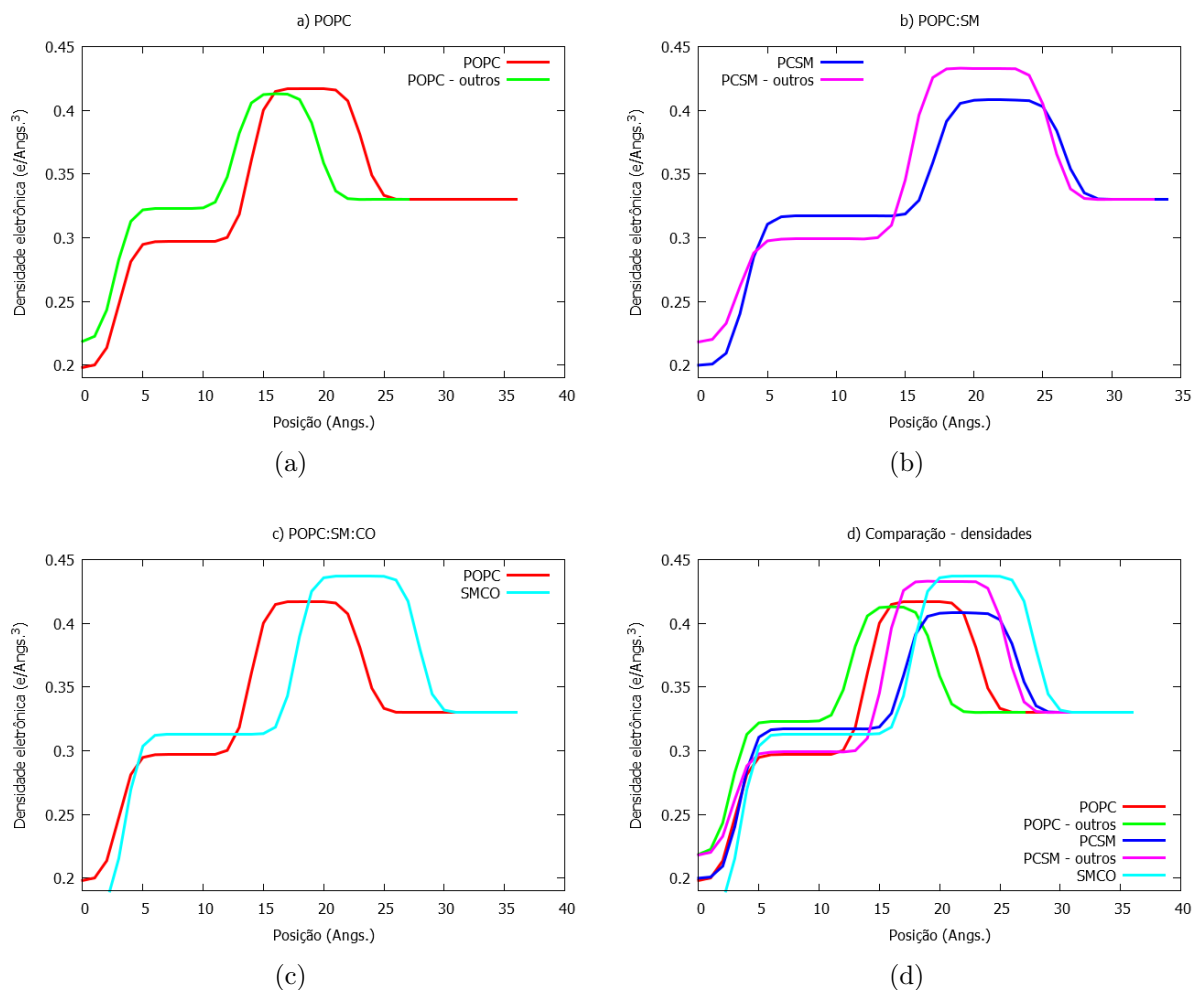 a) POPC
0.45
0.4
0.35
0.3
0.25
0.2
0
5
10
15
20
25
30
35
40
Densidade eletrônica (e/Angs.³)
Posição (Angs.)
POPC
POPC - outros
(a)
b) POPC:SM
0.45
0.4
0.35
0.3
0.25
0.2
0
5
10
15
20
25
30
35
Densidade eletrônica (e/Angs.³)
Posição (Angs.)
PCSM
PCSM - outros
(b)
c) POPC:SM:CO
0.45
0.4
0.35
0.3
0.25
0.2
0
5
10
15
20
25
30
35
40
Densidade eletrônica (e/Angs.³)
Posição (Angs.)
POPC
SMCO
(c)
d) Comparação - densidades
0.45
0.4
0.35
0.3
0.25
0.2
0
5
10
15
20
25
30
35
40
Densidade eletrônica (e/Angs.³)
Posição (Angs.)
POPC
POPC - outros
PCSM
PCSM - outros
SMCO
(d)